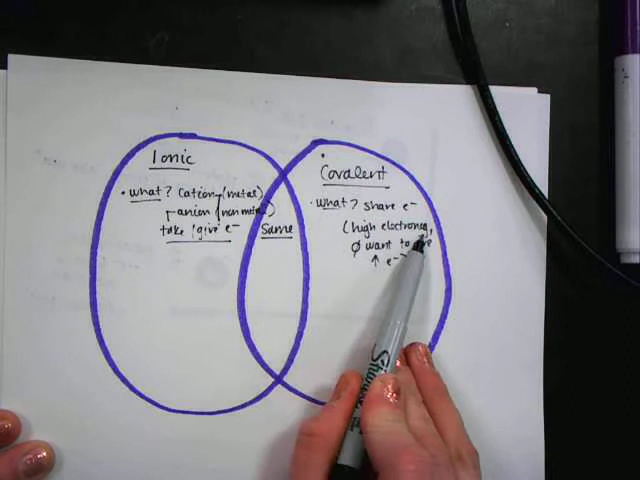 Ionic
• what? cation (metal)
anion (nonmetal)
take / give e-
Same
Covalent
• what? share e-
(high electroneg,
∅ want to
↑ e-